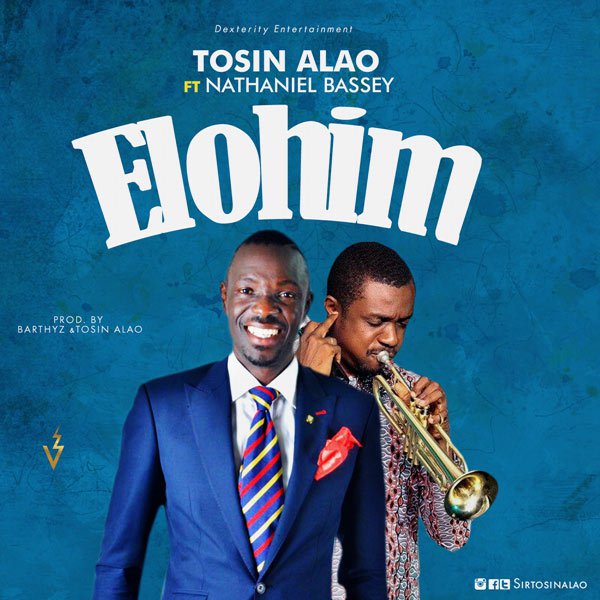 Dexterity Entertainment
TOSIN ALAO
FT NATHANIEL BASSEY
Elohim
PROD. BY
BARTHYZ & TOSIN ALAO
SIRTOSINALAO